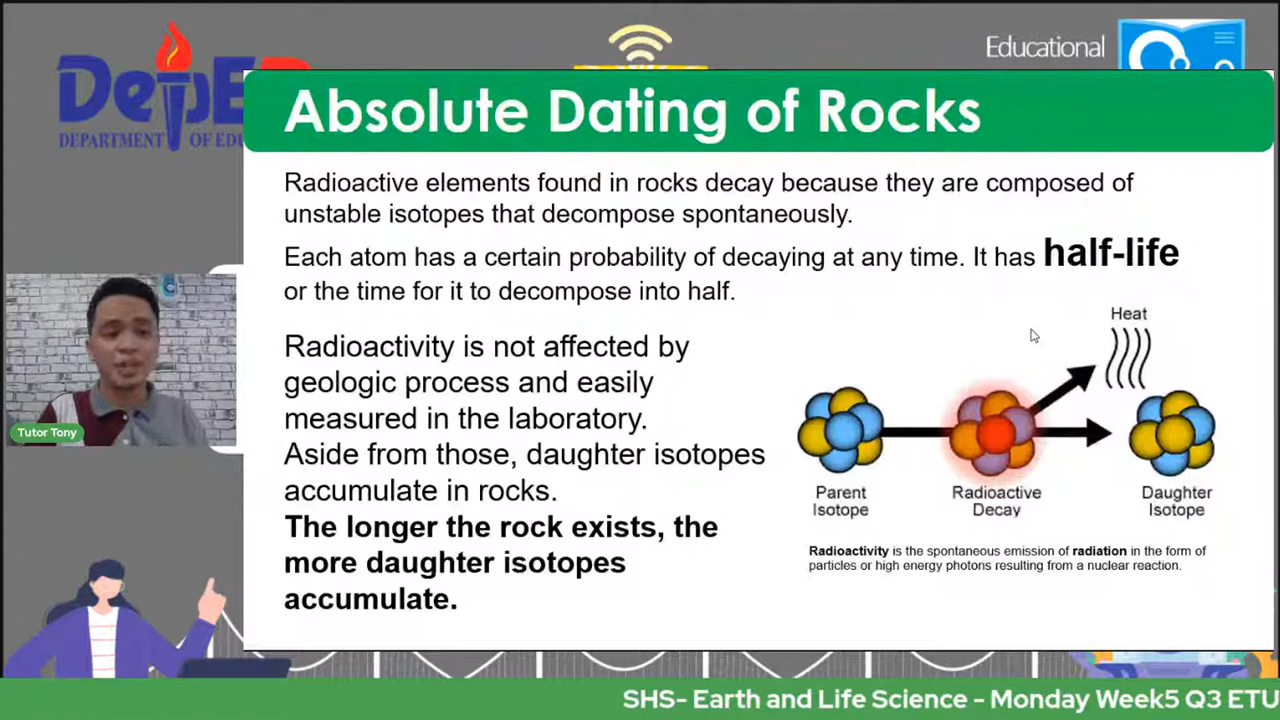 DepE
DEPARTMENT OF EDU
Educational
Absolute Dating of Rocks
Radioactive elements found in rocks decay because they are composed of
unstable isotopes that decompose spontaneously.
Each atom has a certain probability of decaying at any time. It has half-life
or the time for it to decompose into half.
Radioactivity is not affected by
geologic process and easily
measured in the laboratory.
Aside from those, daughter isotopes
accumulate in rocks.
The longer the rock exists, the
more daughter isotopes
accumulate.
Heat
Parent
Isotope
Radioactive
Decay
Daughter
Isotope
Radioactivity is the spontaneous emission of radiation in the form of
particles or high energy photons resulting from a nuclear reaction.
Tutor Tony
SHS- Earth and Life Science - Monday Week5 Q3 ETU